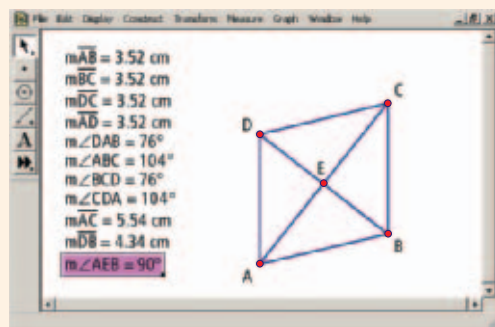 File Edit Display Construct Transform Measure Graph Window Help
mAB = 3.52 cm
mBC = 3.52 cm
mDC = 3.52 cm
mAD = 3.52 cm
m∠DAB = 76°
m∠ABC = 104°
m∠BCD = 76°
m∠CDA = 104°
mAC = 5.54 cm
mDB = 4.34 cm
m∠AEB = 90°
A
C
D
E
B
A